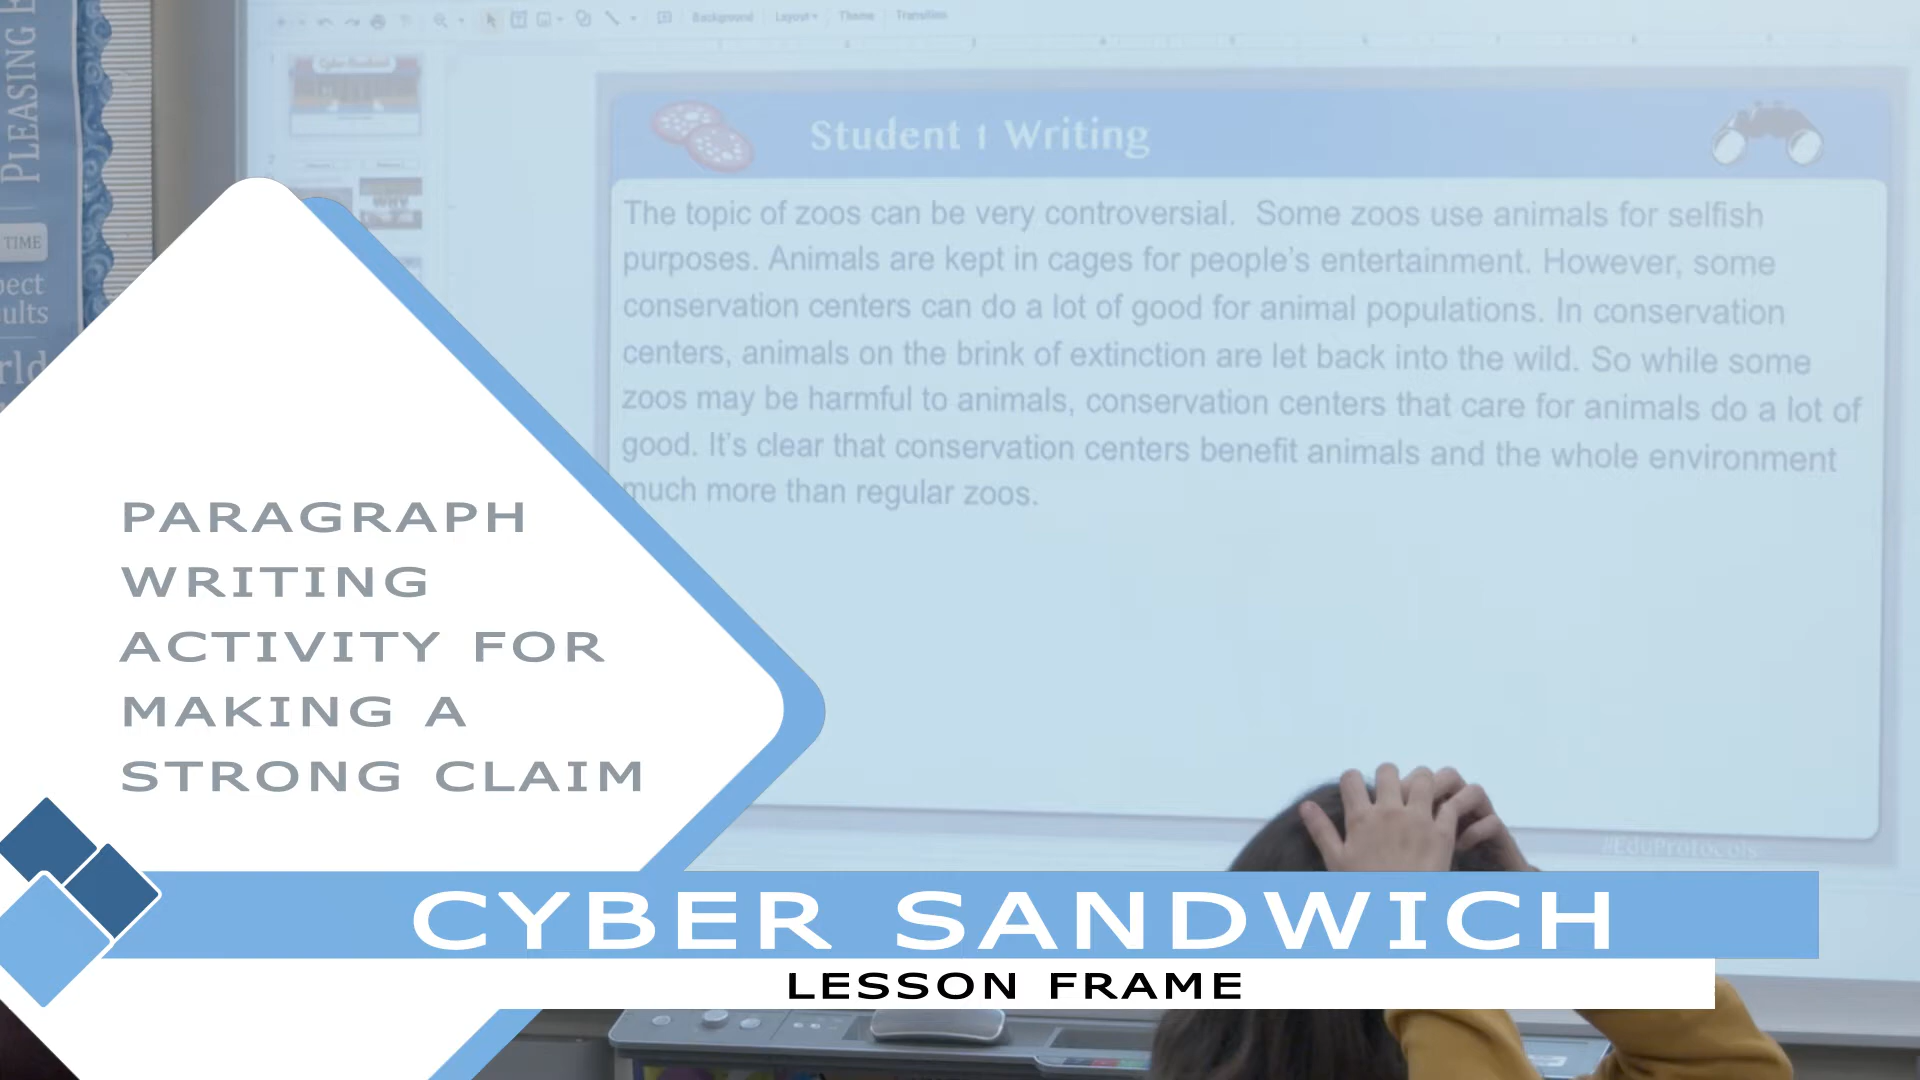 PLEASING
TIME
pect
ults
rld
Background Layout Theme Transition
Student 1 Writing
The topic of zoos can be very controversial.  Some zoos use animals for selfish
purposes. Animals are kept in cages for people's entertainment. However, some
conservation centers can do a lot of good for animal populations. In conservation
centers, animals on the brink of extinction are let back into the wild. So while some
zoos may be harmful to animals, conservation centers that care for animals do a lot of
good. It's clear that conservation centers benefit animals and the whole environment
much more than regular zoos.
#EduProtocols
PARAGRAPH
WRITING
ACTIVITY FOR
MAKING A
STRONG CLAIM
CYBER SANDWICH
LESSON FRAME